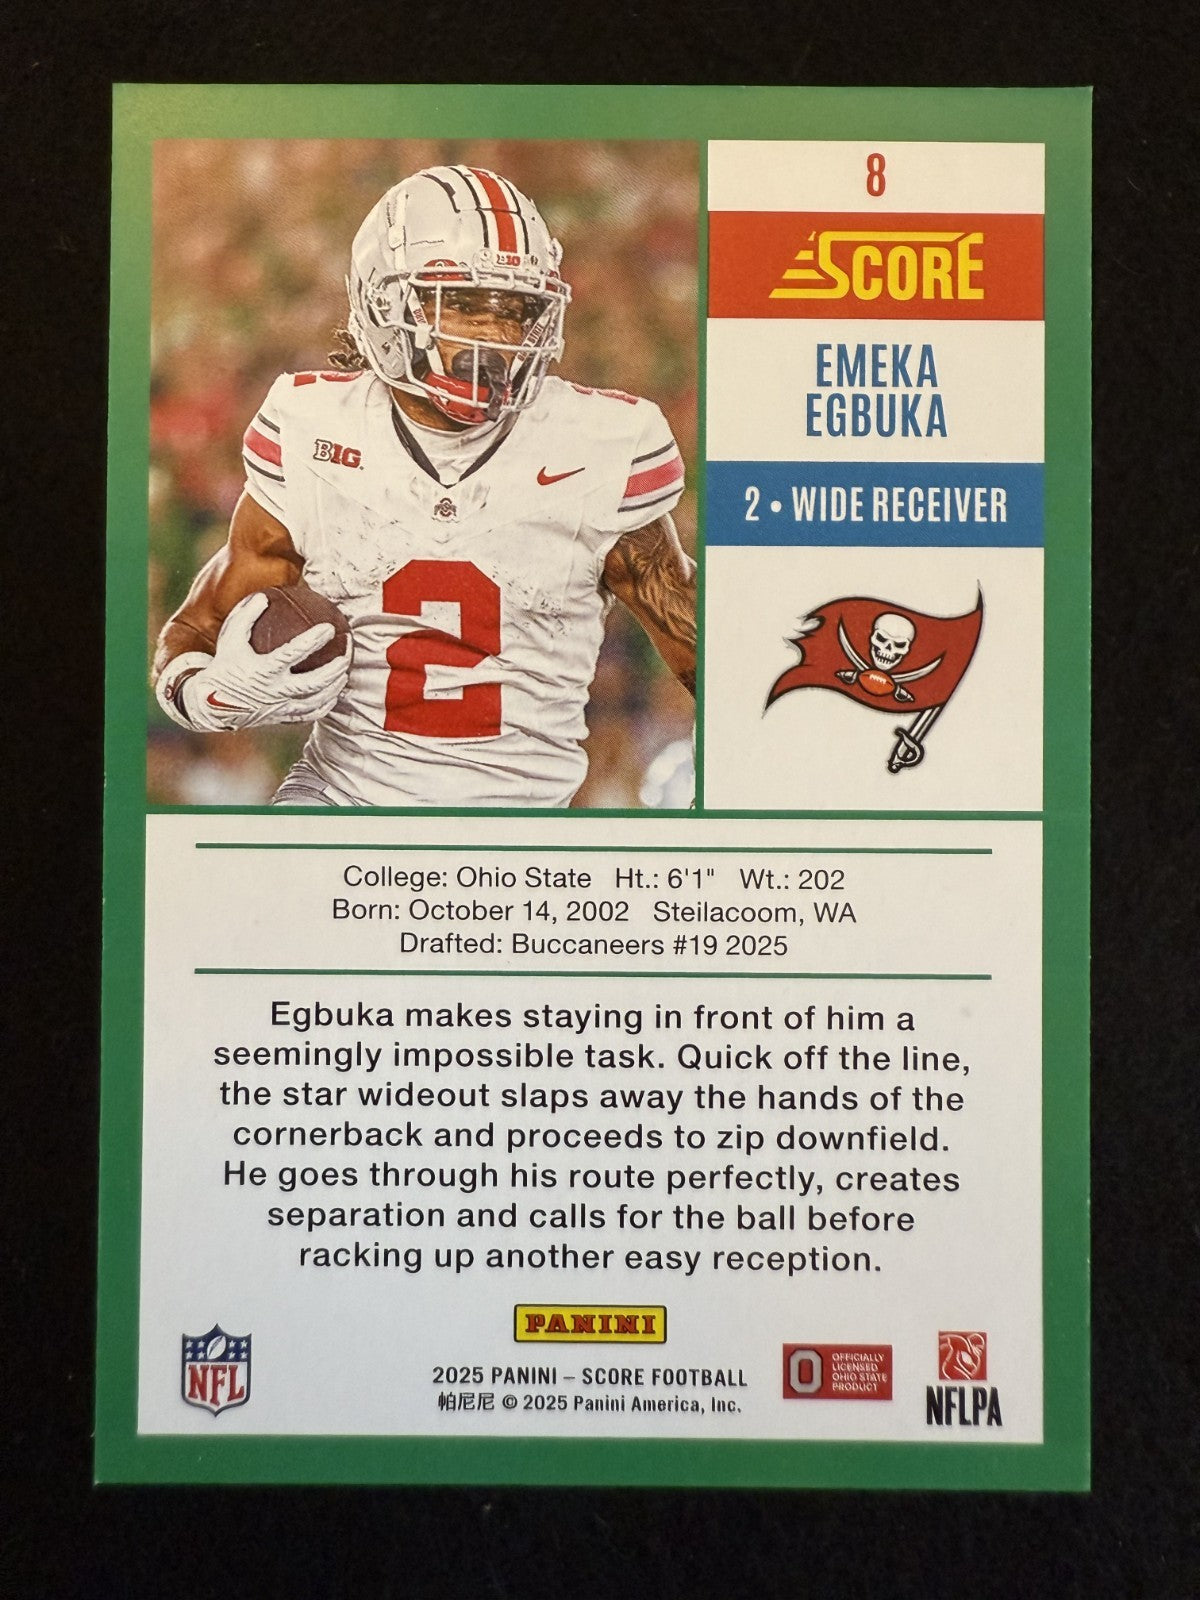 8
SCORE
EMEKA
EGBUKA
2 • WIDE RECEIVER
BIG
BIG.
2
2
College: Ohio State Ht.: 6'1" Wt.: 202
Born: October 14, 2002 Steilacoom, WA
Drafted: Buccaneers #19 2025
Egbuka makes staying in front of him a
seemingly impossible task. Quick off the line,
the star wideout slaps away the hands of the
cornerback and proceeds to zip downfield.
He goes through his route perfectly, creates
separation and calls for the ball before
racking up another easy reception.
PANINI
NFL
2025 PANINI – SCORE FOOTBALL
帕尼尼 © 2025 Panini America, Inc.
O
OFFICIALLY
LICENSED
OHIO STATE
PRODUCT
NFLPA